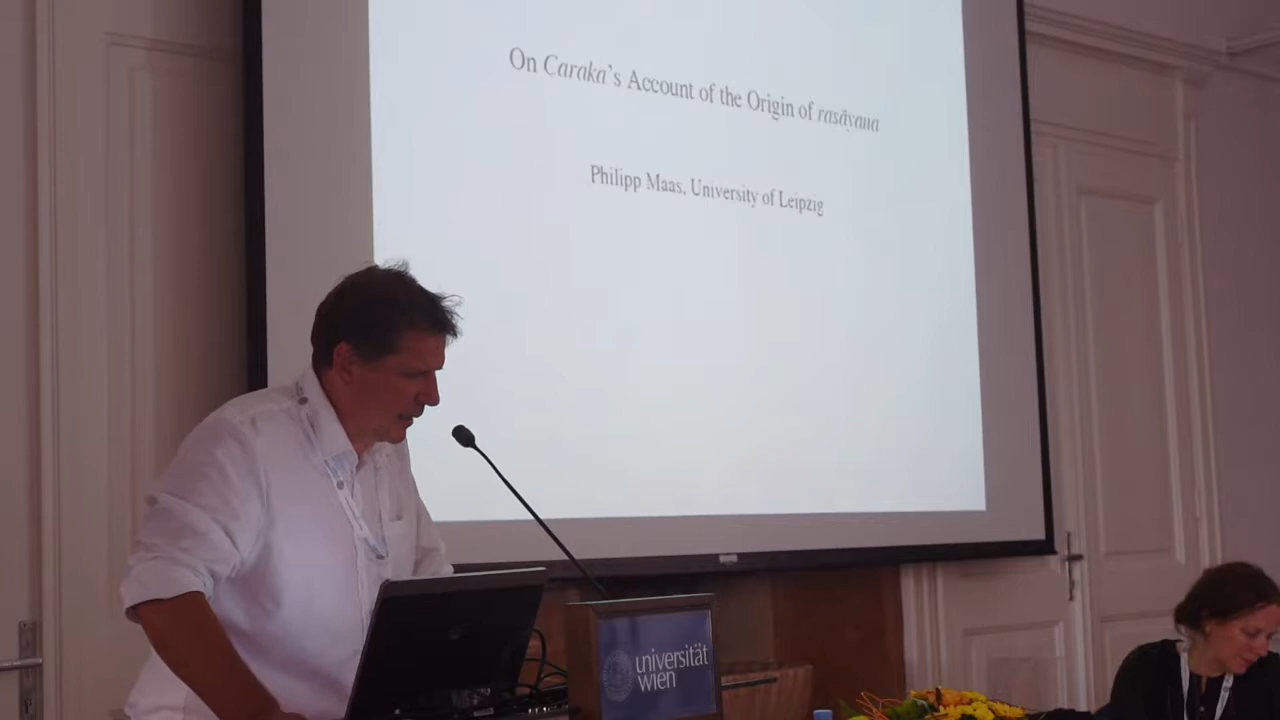 On Caraka's Account of the Origin of rasāyana
Philipp Maas, University of Leipzig
universität
wien